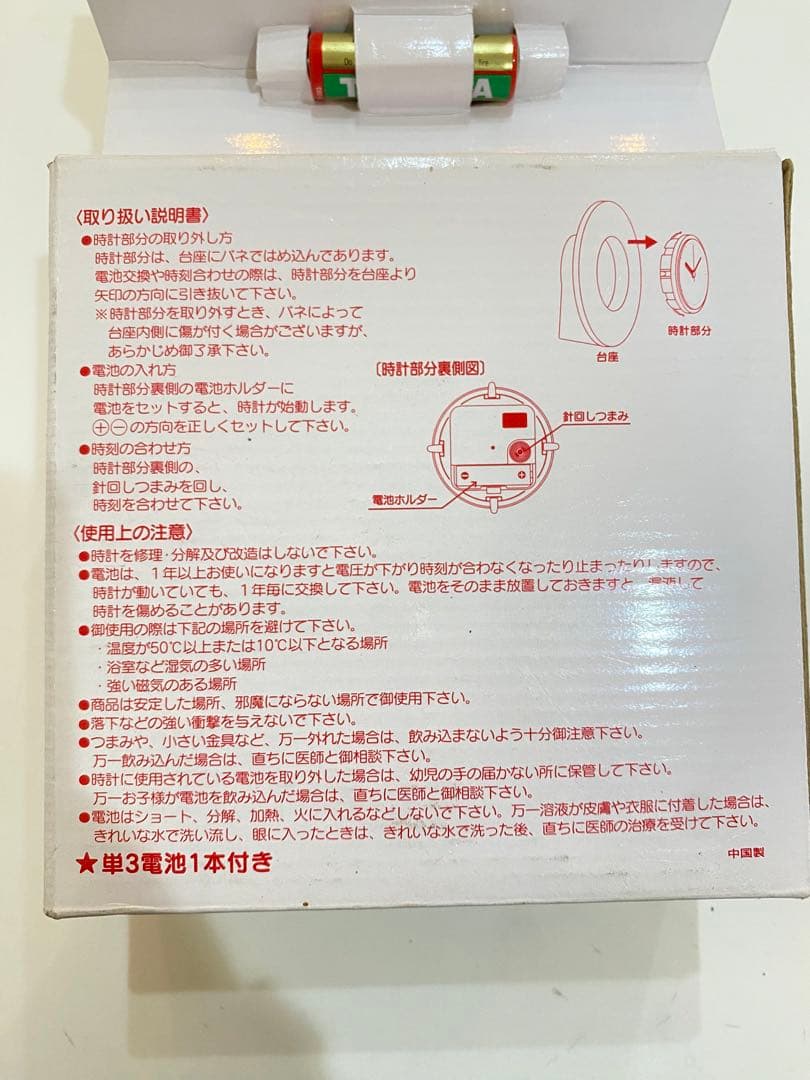 Do
fire
T
A
〈取り扱い説明書〉
●時計部分の取り外し方
時計部分は、台座にバネではめ込んであります。
電池交換や時刻合わせの際は、時計部分を台座より
矢印の方向に引き抜いて下さい。
※時計部分を取り外すとき、バネによって
台座内側に傷が付く場合がございますが、
あらかじめ御了承下さい。
台座
時計部分
●電池の入れ方
時計部分裏側の電池ホルダーに
電池をセットすると、時計が始動します。
⊕⊖の方向を正しくセットして下さい。
●時刻の合わせ方
時計部分裏側の、
針回しつまみを回し、
時刻を合わせて下さい。
〔時計部分裏側図〕
針回しつまみ
電池ホルダー
〈使用上の注意〉
●時計を修理・分解及び改造はしないで下さい。
●電池は、1年以上お使いになりますと電圧が下がり時刻が合わなくなったり止まったりしますので、
時計が動いていても、1年毎に交換して下さい。電池をそのまま放置しておきますと、液漏して
時計を傷めることがあります。
●御使用の際は下記の場所を避けて下さい。
・温度が50℃以上または10℃以下となる場所
・浴室など湿気の多い場所
・強い磁気のある場所
●商品は安定した場所、邪魔にならない場所で御使用下さい。
●落下などの強い衝撃を与えないで下さい。
●つまみや、小さい金具など、万一外れた場合は、飲み込まないよう十分御注意下さい。
万一飲み込んだ場合は、直ちに医師と御相談下さい。
●時計に使用されている電池を取り外した場合は、幼児の手の届かない所に保管して下さい。
万一お子様が電池を飲み込んだ場合は、直ちに医師と御相談下さい。
●電池はショート、分解、加熱、火に入れるなどしないで下さい。万一溶液が皮膚や衣服に付着した場合は、
きれいな水で洗い流し、眼に入ったときは、きれいな水で洗った後、直ちに医師の治療を受けて下さい。
★単3電池1本付き
中国製